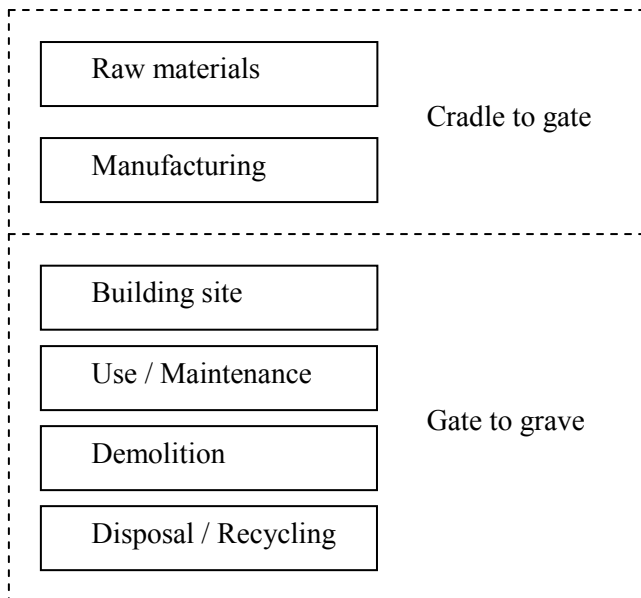 Raw materials
Cradle to gate
Manufacturing
Building site
Use / Maintenance
Gate to grave
Demolition
Disposal / Recycling